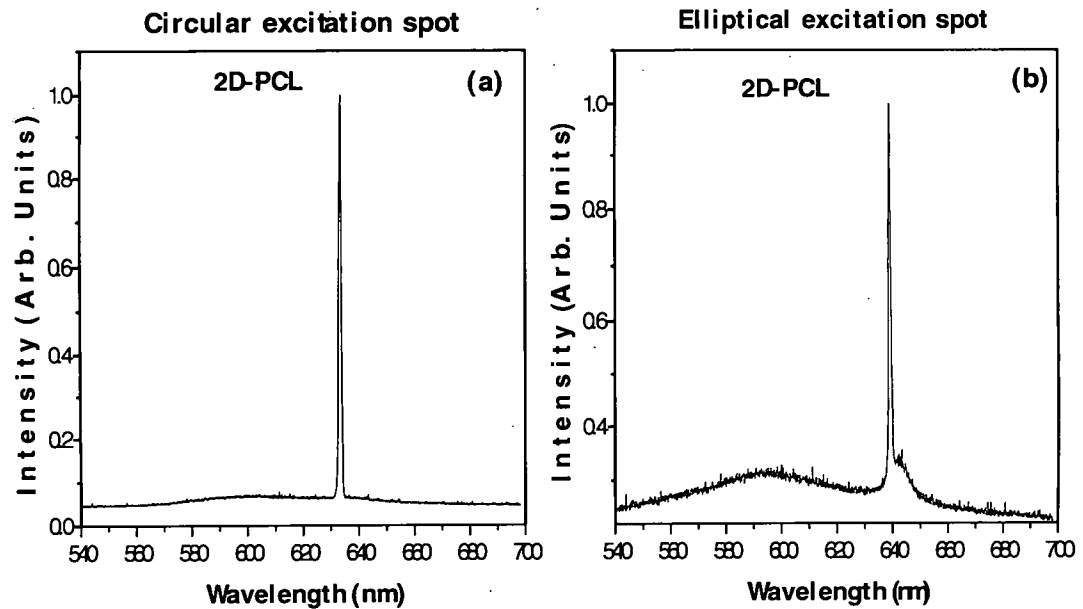 Circular excitation spot
2D-PCL
(a)
Intensity (Arb. Units)
1.0
0.8
0.6
0.4
0.2
0.0
540 560 580 600 620 640 660 680 700
Wavelength (nm)
Elliptical excitation spot
2D-PCL
(b)
Intensity (Arb. Units)
1.0
0.8
0.6
0.4
540 560 580 600 620 640 660 680 700
Wavelength (nm)